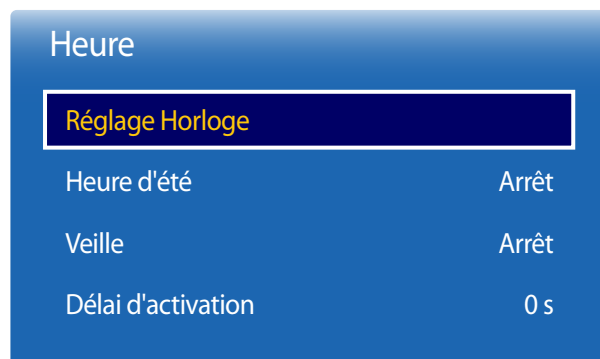 Heure
Réglage Horloge
Heure d'été Arrêt
Veille Arrêt
Délai d'activation 0 s